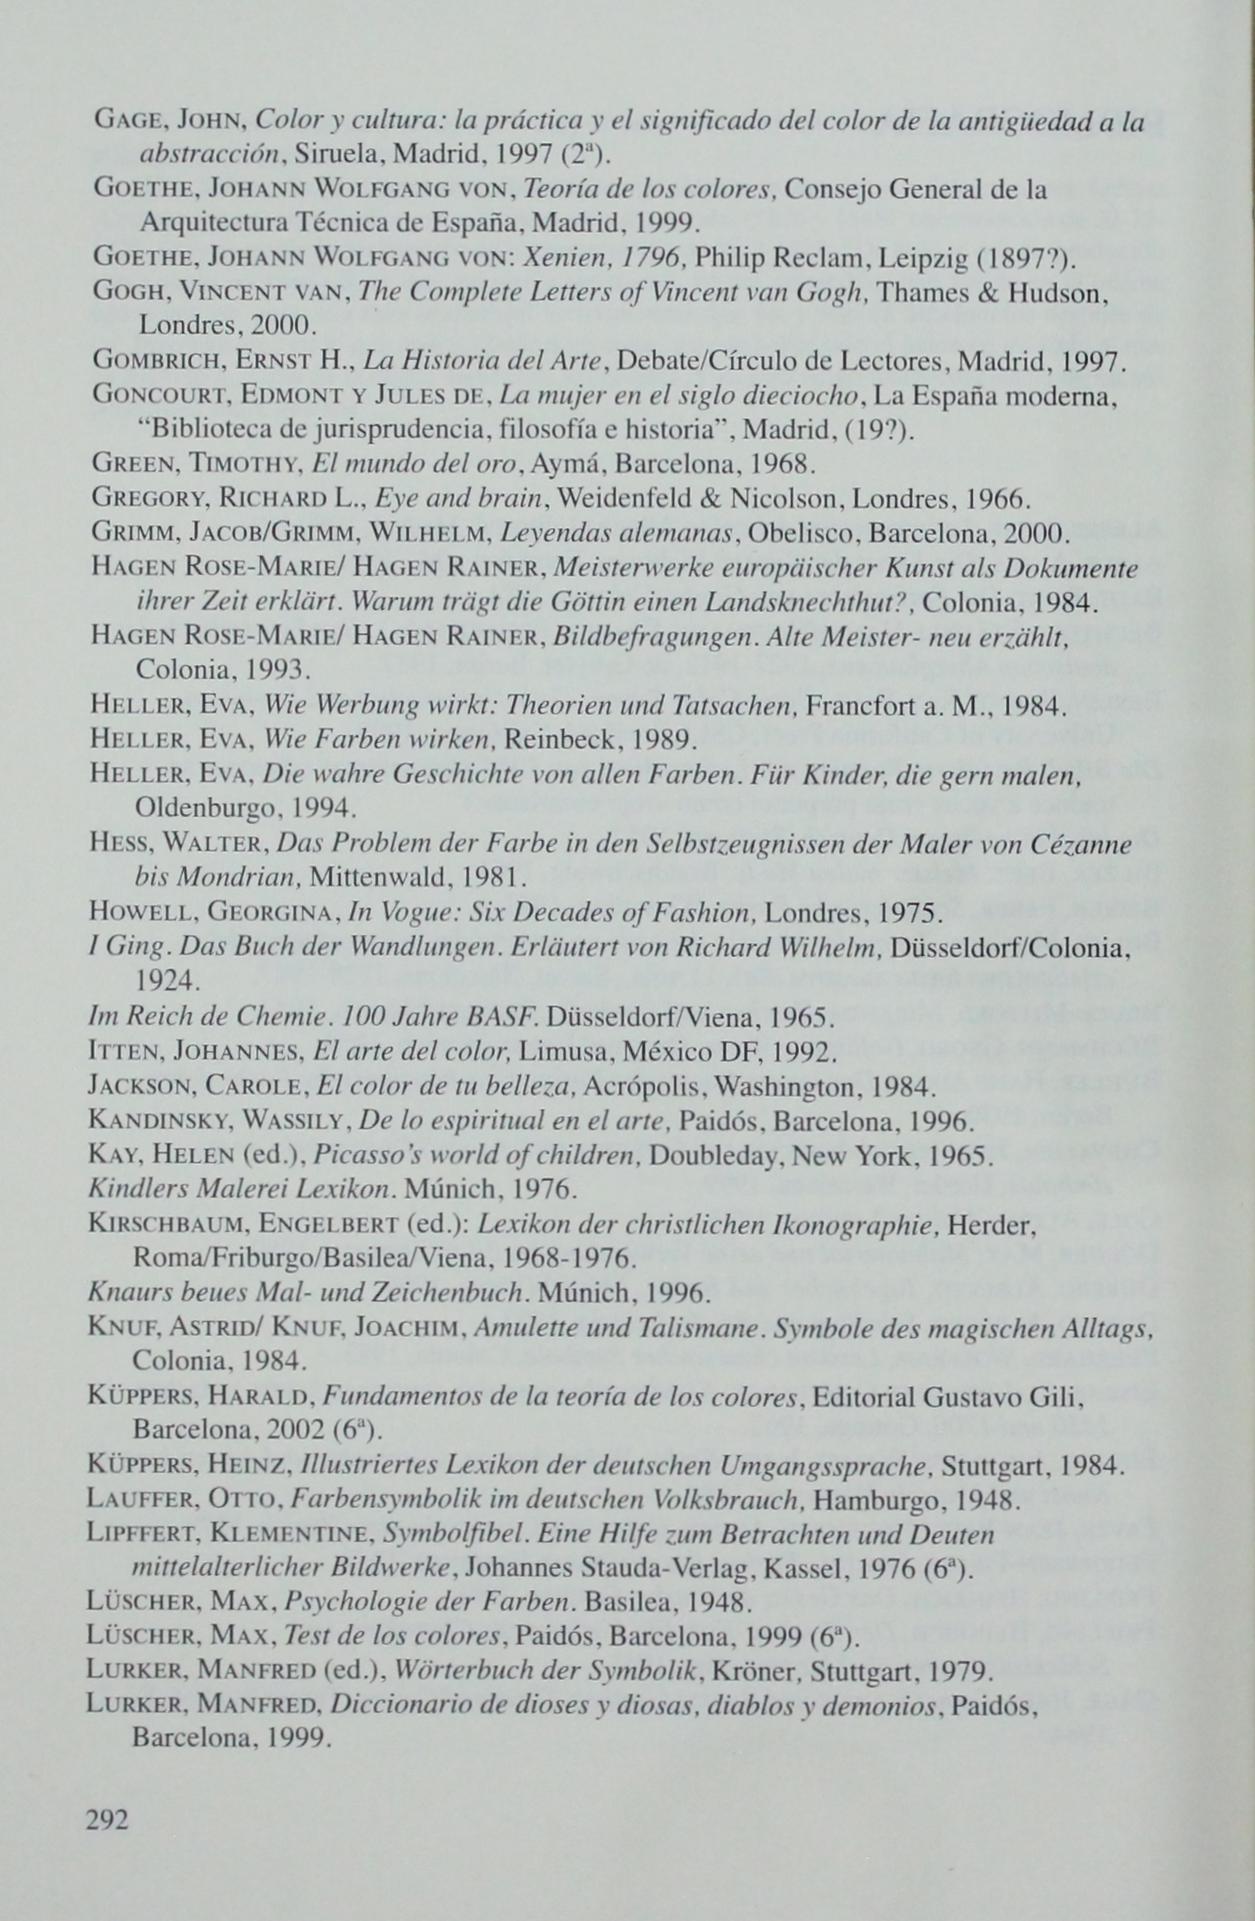 GAGE, JOHN, Color y cultura: la práctica y el significado del color de la antigüedad a la
abstracción, Siruela, Madrid, 1997 (2ª).
GOETHE, JOHANN WOLFGANG VON, Teoría de los colores, Consejo General de la
Arquitectura Técnica de España, Madrid, 1999.
GOETHE, JOHANN WOLFGANG VON: Xenien, 1796, Philip Reclam, Leipzig (1897?).
GOGH, VINCENT VAN, The Complete Letters of Vincent van Gogh, Thames & Hudson,
Londres, 2000.
GOMBRICH, ERNST H., La Historia del Arte, Debate/Círculo de Lectores, Madrid, 1997.
GONCOURT, EDMONT Y JULES DE, La mujer en el siglo dieciocho, La España moderna,
“Biblioteca de jurisprudencia, filosofía e historia”, Madrid, (19?).
GREEN, TIMOTHY, El mundo del oro, Aymá, Barcelona, 1968.
GREGORY, RICHARD L., Eye and brain, Weidenfeld & Nicolson, Londres, 1966.
GRIMM, JACOB/GRIMM, WILHELM, Leyendas alemanas, Obelisco, Barcelona, 2000.
HAGEN ROSE-MARIE/ HAGEN RAINER, Meisterwerke europäischer Kunst als Dokumente
ihrer Zeit erklärt. Warum trägt die Göttin einen Landsknechthut?, Colonia, 1984.
HAGEN ROSE-MARIE/ HAGEN RAINER, Bildbefragungen. Alte Meister- neu erzählt,
Colonia, 1993.
HELLER, EVA, Wie Werbung wirkt: Theorien und Tatsachen, Francfort a. M., 1984.
HELLER, EVA, Wie Farben wirken, Reinbeck, 1989.
HELLER, EVA, Die wahre Geschichte von allen Farben. Für Kinder, die gern malen,
Oldenburgo, 1994.
HESS, WALTER, Das Problem der Farbe in den Selbstzeugnissen der Maler von Cézanne
bis Mondrian, Mittenwald, 1981.
HOWELL, GEORGINA, In Vogue: Six Decades of Fashion, Londres, 1975.
I Ging. Das Buch der Wandlungen. Erläutert von Richard Wilhelm, Düsseldorf/Colonia,
1924.
Im Reich de Chemie. 100 Jahre BASF. Düsseldorf/Viena, 1965.
ITTEN, JOHANNES, El arte del color, Limusa, México DF, 1992.
JACKSON, CAROLE, El color de tu belleza, Acrópolis, Washington, 1984.
KANDINSKY, WASSILY, De lo espiritual en el arte, Paidós, Barcelona, 1996.
KAY, HELEN (ed.), Picasso's world of children, Doubleday, New York, 1965.
Kindlers Malerei Lexikon. Múnich, 1976.
KIRSCHBAUM, ENGELBERT (ed.): Lexikon der christlichen Ikonographie, Herder,
Roma/Friburgo/Basilea/Viena, 1968-1976.
Knaurs beues Mal- und Zeichenbuch. Múnich, 1996.
KNUF, ASTRID/ KNUF, JOACHIM, Amulette und Talismane. Symbole des magischen Alltags,
Colonia, 1984.
KÜPPERS, HARALD, Fundamentos de la teoría de los colores, Editorial Gustavo Gili,
Barcelona, 2002 (6ª).
KÜPPERS, HEINZ, Illustriertes Lexikon der deutschen Umgangssprache, Stuttgart, 1984.
LAUFFER, OTTO, Farbensymbolik im deutschen Volksbrauch, Hamburgo, 1948.
LIPFFERT, KLEMENTINE, Symbolfibel. Eine Hilfe zum Betrachten und Deuten
mittelalterlicher Bildwerke, Johannes Stauda-Verlag, Kassel, 1976 (6ª).
LÜSCHER, MAX, Psychologie der Farben. Basilea, 1948.
LÜSCHER, MAX, Test de los colores, Paidós, Barcelona, 1999 (6ª).
LURKER, MANFRED (ed.), Wörterbuch der Symbolik, Kröner, Stuttgart, 1979.
LURKER, MANFRED, Diccionario de dioses y diosas, diablos y demonios, Paidós,
Barcelona, 1999.
292